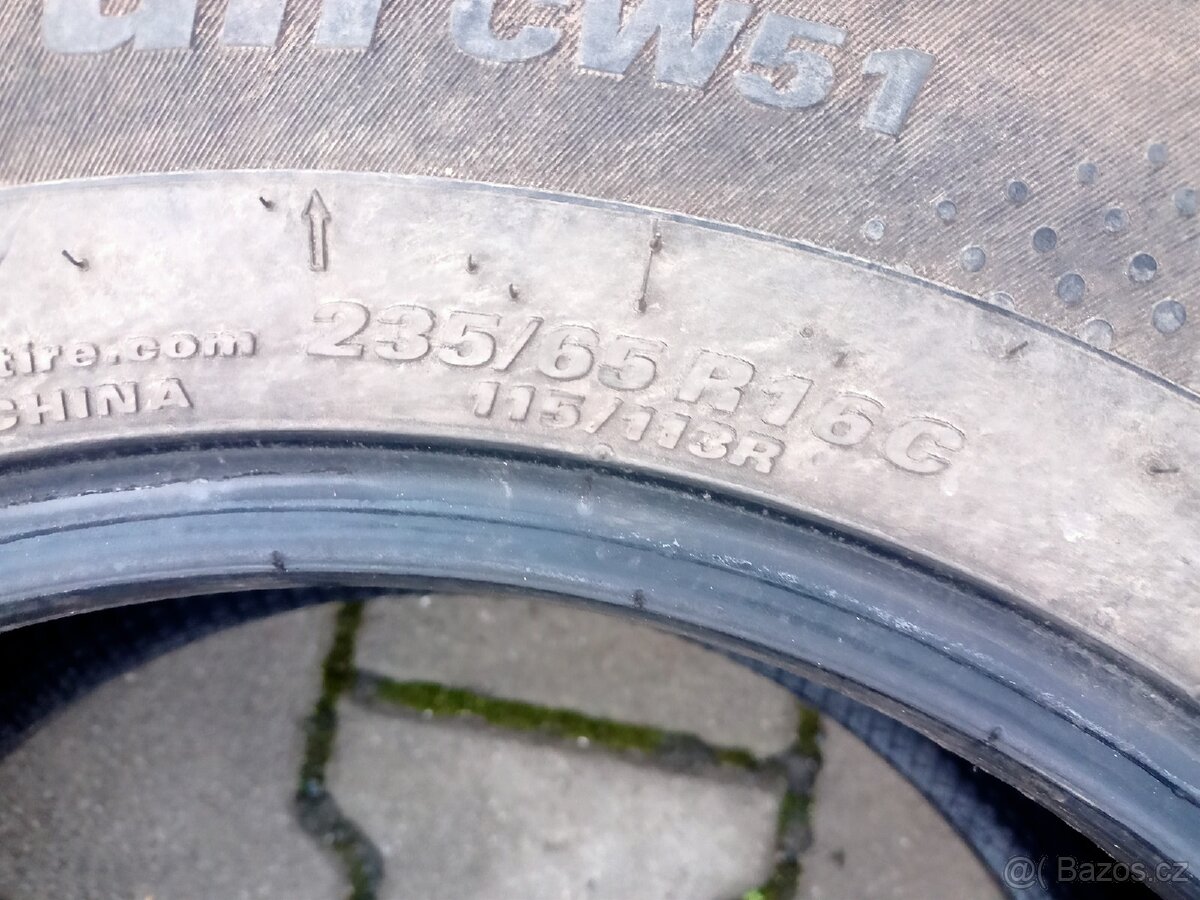 CW51
tire.com
CHINA
235/65 R16C
115/113R
@( Bazos.cz